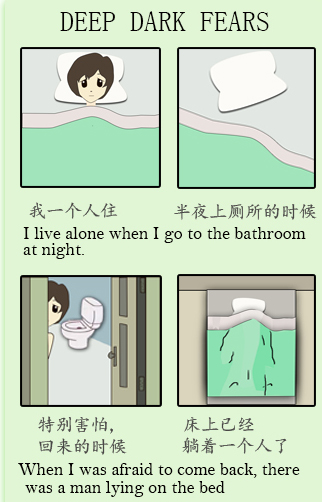 DEEP DARK FEARS
我一个人住
半夜上厕所的时候
I live alone when I go to the bathroom
at night.
特别害怕,
回来的时候
床上已经
躺着一个人了
When I was afraid to come back, there
was a man lying on the bed